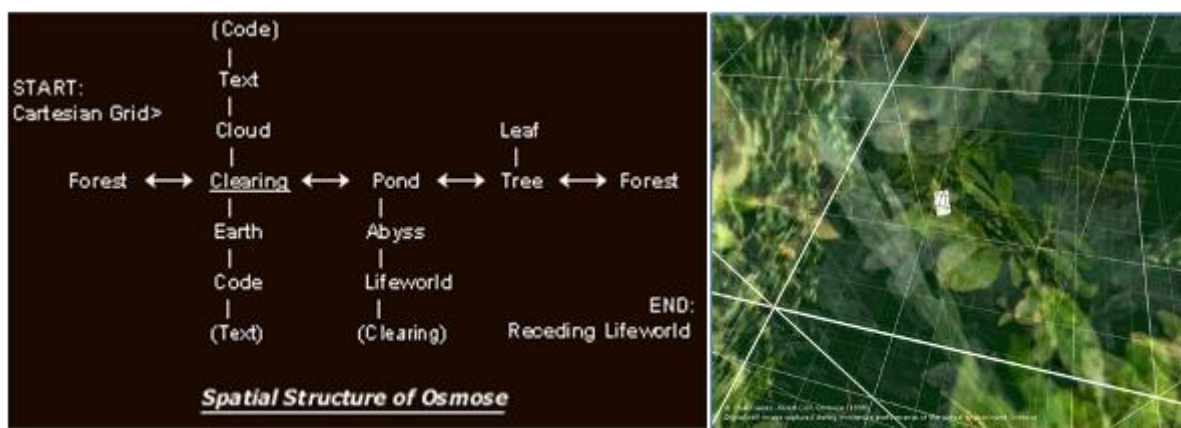 (Code)
Text
START:
Cartesian Grid>
Cloud
Leaf
Forest Clearing Pond Tree Forest
Earth
Abyss
Code
Lifeworld
END:
(Text)
(Clearing)
Receding Lifeworld
Spatial Structure of Osmose